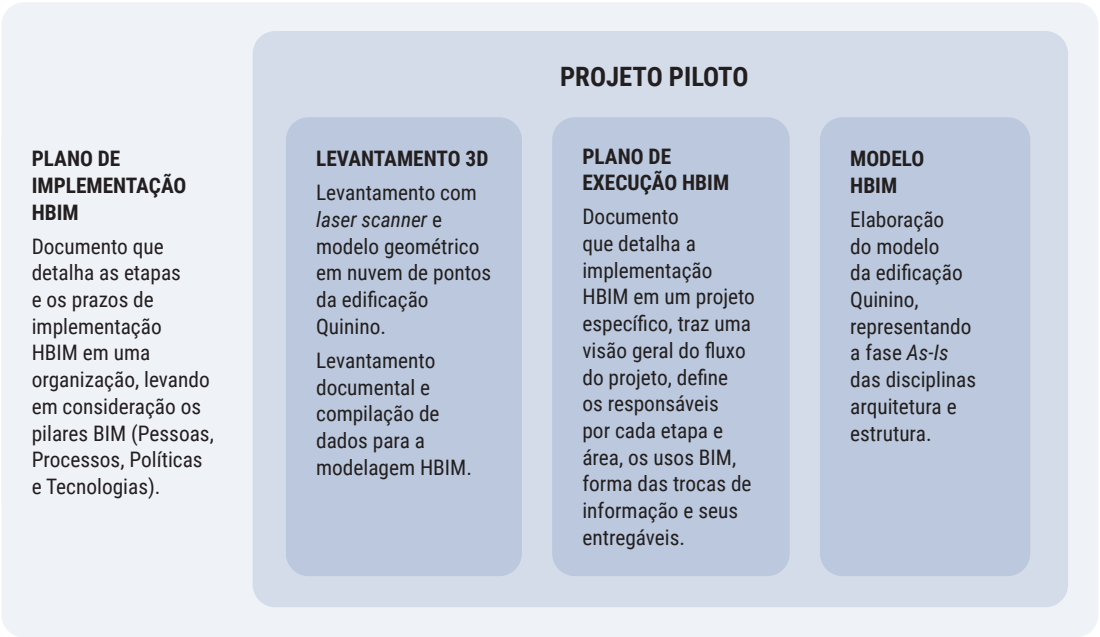 PROJETO PILOTO
PLANO DE
IMPLEMENTAÇÃO
HBIM
Documento que
detalha as etapas
e os prazos de
implementação
HBIM em uma
organização, levando
em consideração os
pilares BIM (Pessoas,
Processos, Políticas
e Tecnologias).
LEVANTAMENTO 3D
Levantamento com
laser scanner e
modelo geométrico
em nuvem de pontos
da edificação
Quinino.
Levantamento
documental e
compilação de
dados para a
modelagem HBIM.
PLANO DE
EXECUÇÃO HBIM
Documento
que detalha a
implementação
HBIM em um projeto
específico, traz uma
visão geral do fluxo
do projeto, define
os responsáveis
por cada etapa e
área, os usos BIM,
forma das trocas de
informação e seus
entregáveis.
MODELO
HBIM
Elaboração
do modelo
da edificação
Quinino,
representando
a fase As-Is
das disciplinas
arquitetura e
estrutura.